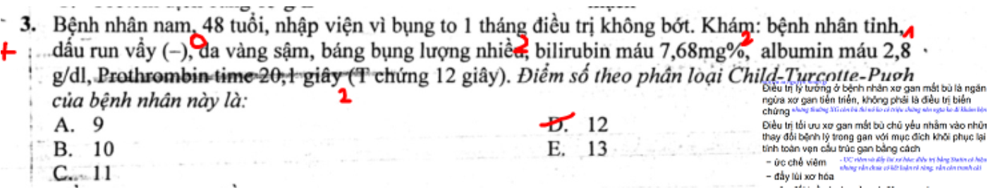 3. Bệnh nhân nam, 48 tuổi, nhập viện vì bụng to 1 tháng điều trị không bớt. Khám: bệnh nhân tỉnh, 1
+ dấu run vẩy (–), 0 da vàng sậm, báng bụng lượng nhiều, 2 bilirubin máu 7,68mg%, 2 albumin máu 2,8
g/dl, Prothrombin time 20,1 giây (T chứng 12 giây). Điểm số theo phân loại Child-Turcotte-Pugh
của bệnh nhân này là: 2
A. 9
B. 10
C. 11
D. 12
E. 13
Điều trị lý tưởng ở bệnh nhân xơ gan mất bù là ngăn
ngừa xơ gan tiến triển, không phải là điều trị biến
chứng
Điều trị tối ưu xơ gan mất bù chủ yếu nhằm vào
thay đổi bệnh lý trong gan với mục đích khôi phục lại
tính toàn vẹn cấu trúc gan bằng cách
- ức chế viêm
- đẩy lùi xơ hóa